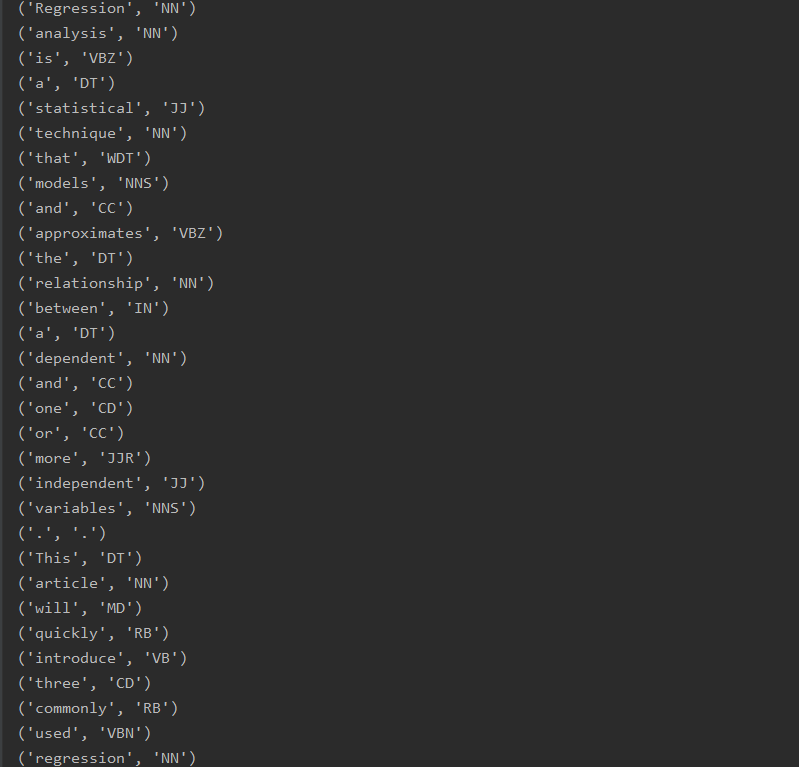 ('Regression', 'NN')
('analysis', 'NN')
('is', 'VBZ')
('a', 'DT')
('statistical', 'JJ')
('technique', 'NN')
('that', 'WDT')
('models', 'NNS')
('and', 'CC')
('approximates', 'VBZ')
('the', 'DT')
('relationship', 'NN')
('between', 'IN')
('a', 'DT')
('dependent', 'NN')
('and', 'CC')
('one', 'CD')
('or', 'CC')
('more', 'JJR')
('independent', 'JJ')
('variables', 'NNS')
('.', '.')
('This', 'DT')
('article', 'NN')
('will', 'MD')
('quickly', 'RB')
('introduce', 'VB')
('three', 'CD')
('commonly', 'RB')
('used', 'VBN')
('regression', 'NN')